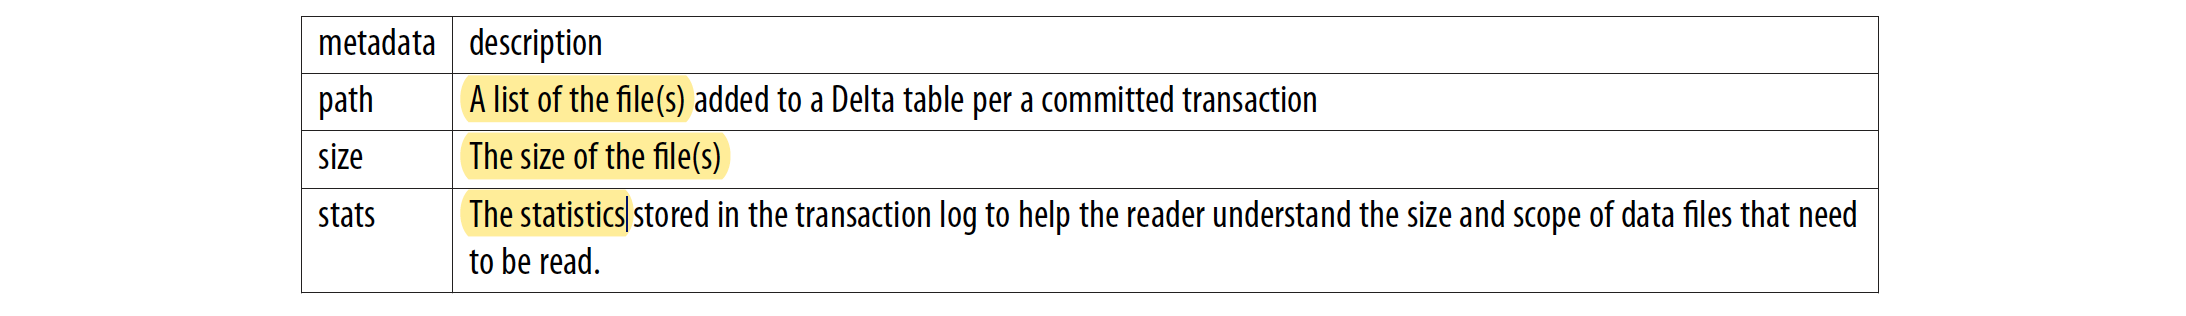 metadata description
path A list of the file(s) added to a Delta table per a committed transaction
size The size of the file(s)
stats The statistics stored in the transaction log to help the reader understand the size and scope of data files that need
to be read.